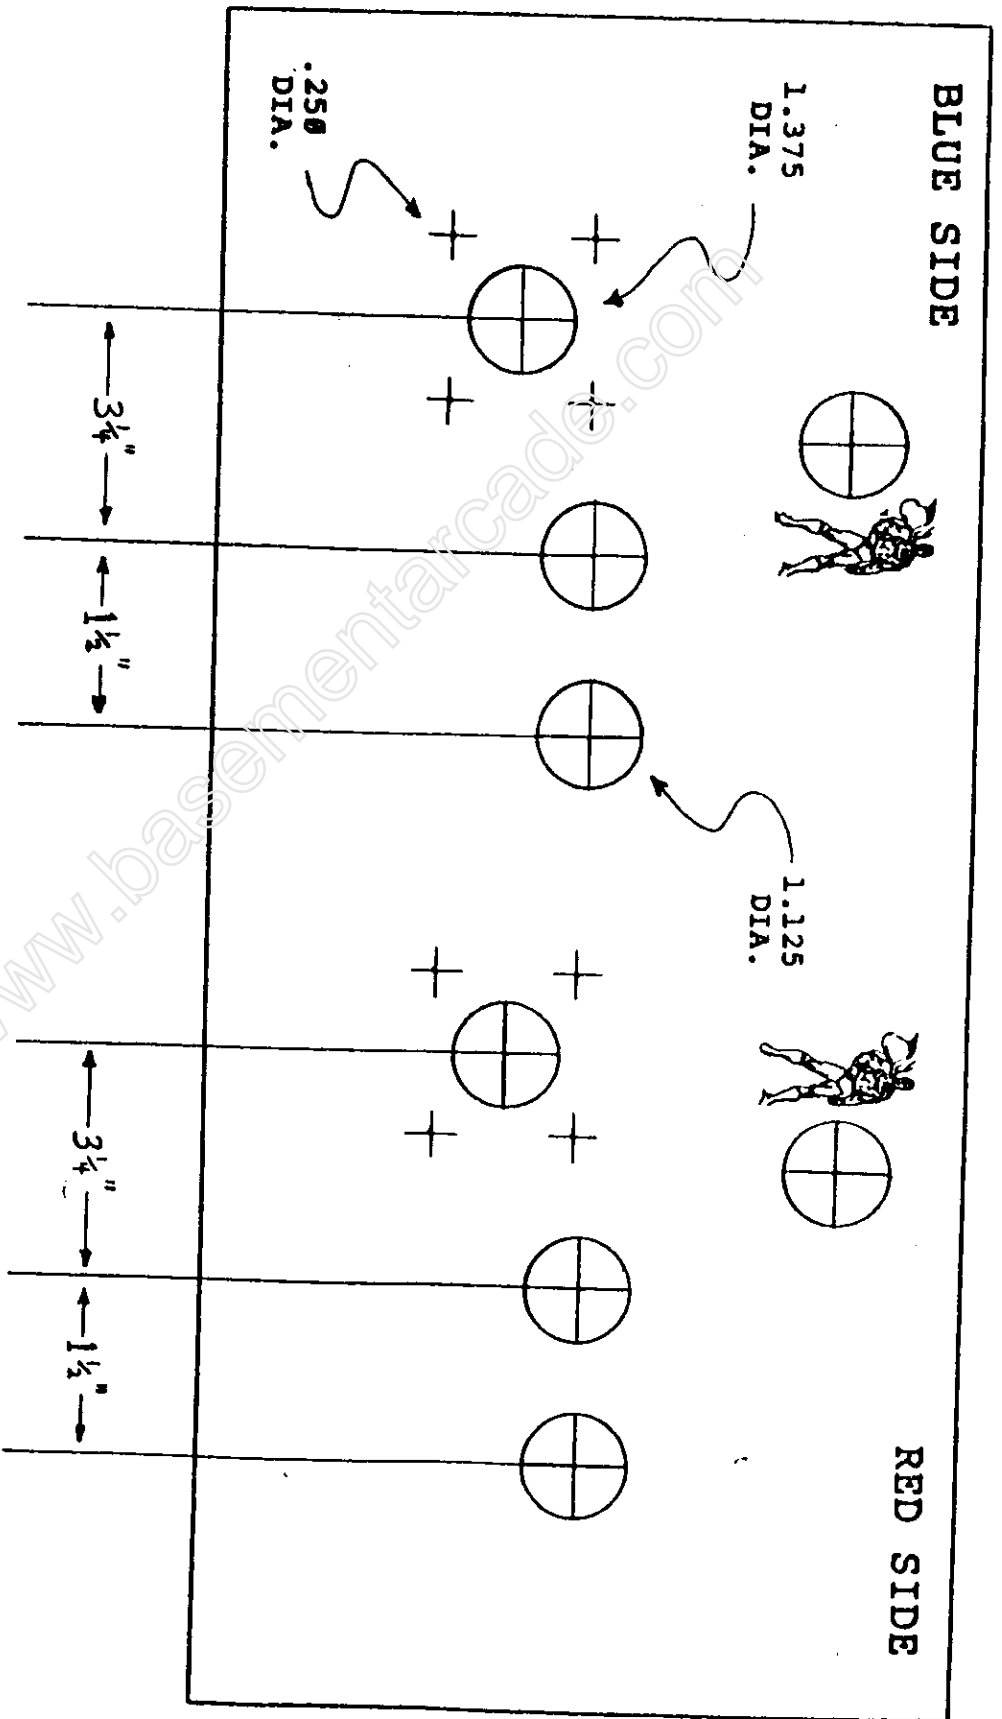 BLUE SIDE
RED SIDE
1.375
DIA.
1.125
DIA.
.250
DIA.
3¼"
1½"
3¼"
1½"
www.basementarcade.com